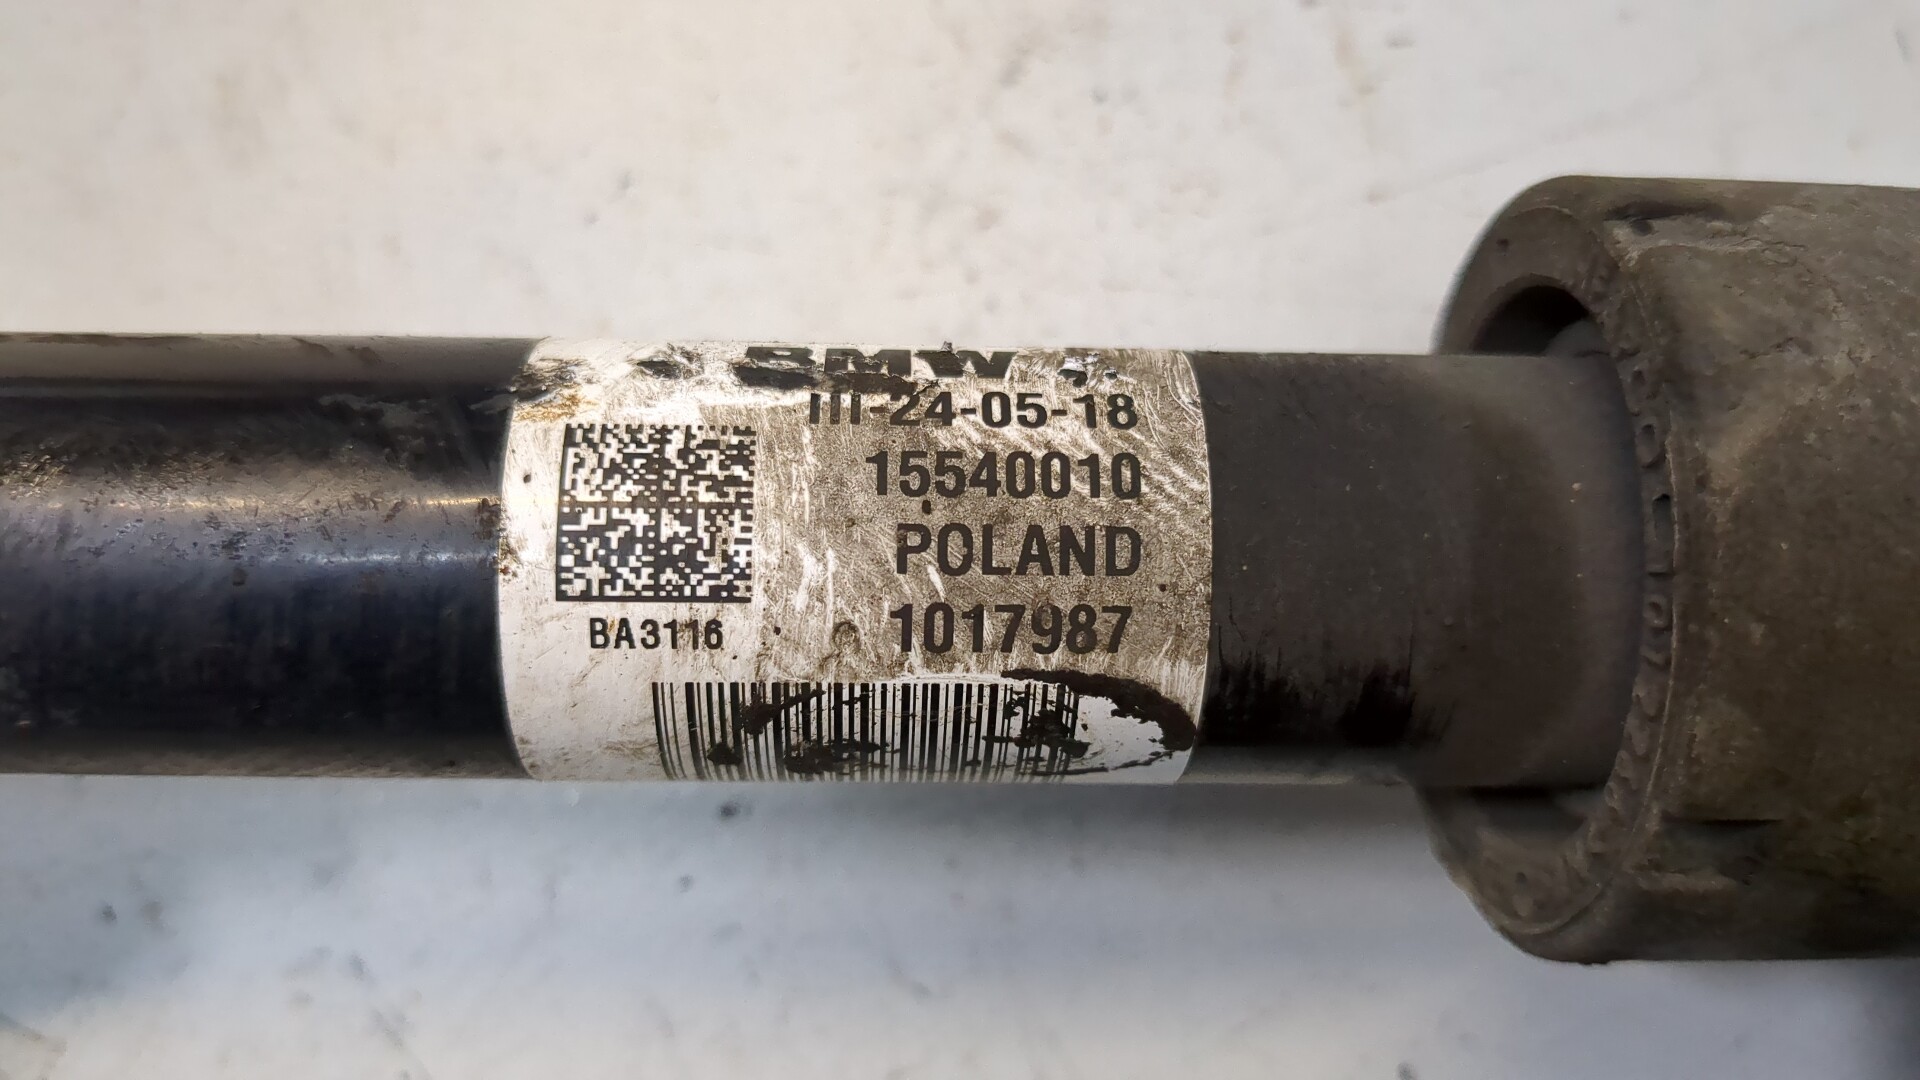 BMW
III-24-05-18
15540010
POLAND
1017987
BA3116